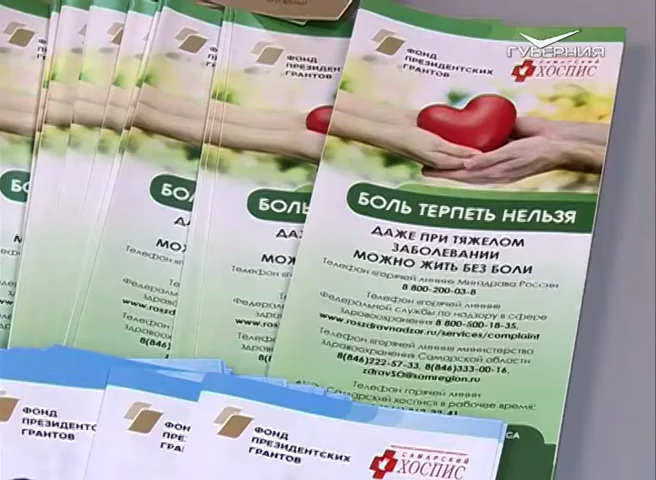 ГУБЕРНИЯ
ФОНД
ПРЕЗИДЕНТСКИХ
ГРАНТОВ
САМАРСКИЙ
ХОСПИС
БОЛЬ ТЕРПЕТЬ НЕЛЬЗЯ
ДАЖЕ ПРИ ТЯЖЕЛОМ
ЗАБОЛЕВАНИИ
МОЖНО ЖИТЬ БЕЗ БОЛИ
Телефон горячей линии Минздрава России
8 800-200-03-8
Телефон горячей линии
Федеральной службы по надзору в сфере
здравоохранения 8 800-500-18-35,
www.roszdravnadzor.ru/services/complaint
Телефон горячей линии министерства
здравоохранения Самарской области
8(846)222-57-33, 8(846)333-00-16,
zdravSO@samregion.ru
Телефон горячей линии
Самарский хоспис в рабочее время:
ФОНД
ПРЕЗИДЕНТСКИХ
ГРАНТОВ
САМАРСКИЙ
ХОСПИС